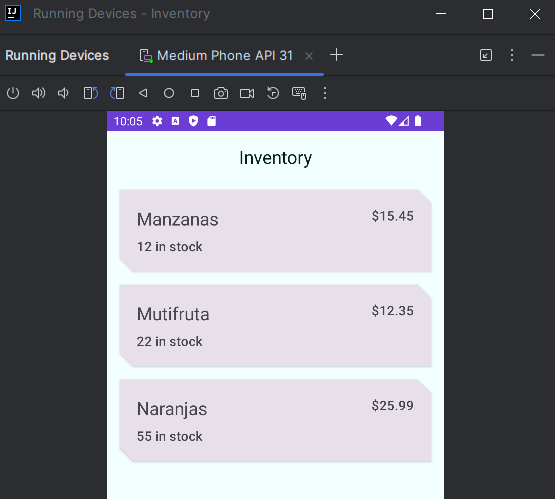 Running Devices - Inventory
Running Devices
Medium Phone API 31
10:05
Inventory
Manzanas
$15.45
12 in stock
Mutifruta
$12.35
22 in stock
Naranjas
$25.99
55 in stock